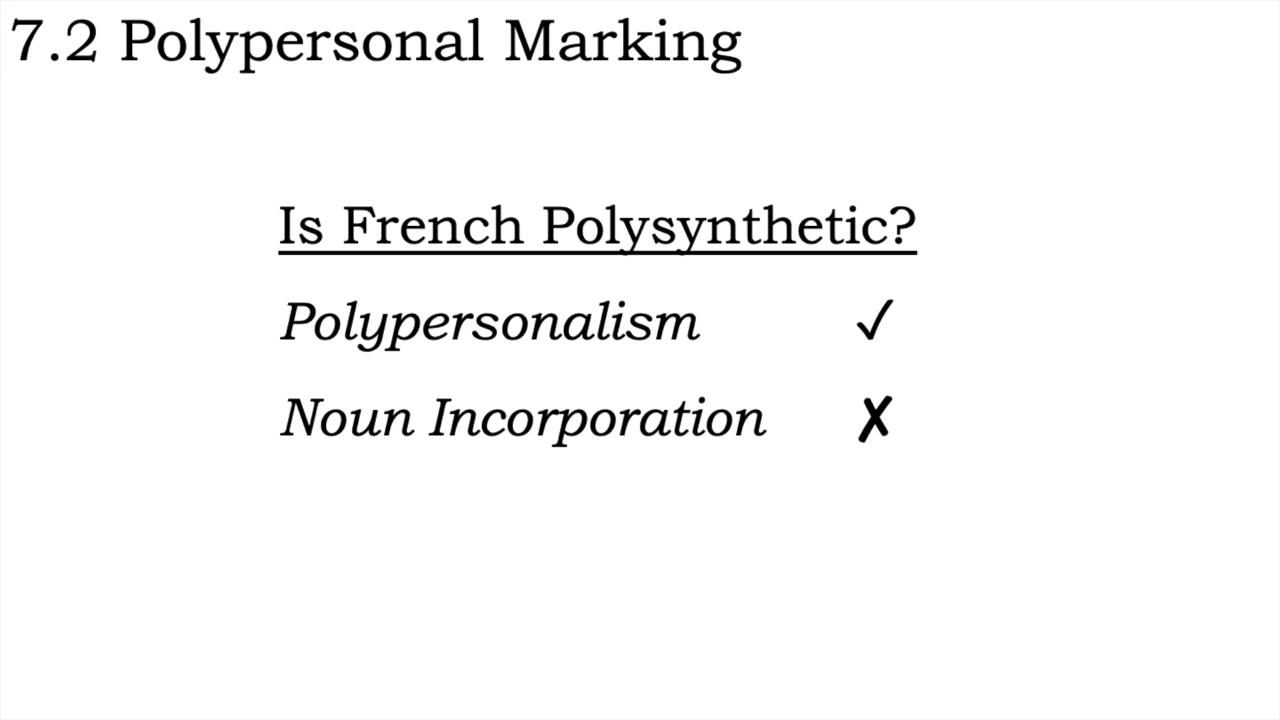 7.2 Polypersonal Marking
Is French Polysynthetic?
Polypersonalism ✓
Noun Incorporation ✗